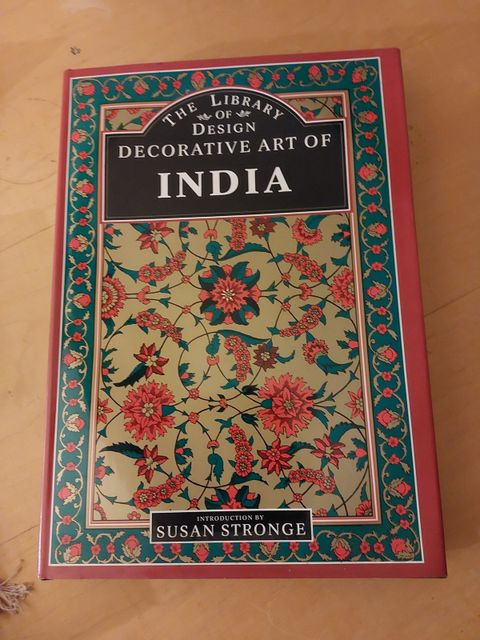 THE LIBRARY
OF
DESIGN
DECORATIVE ART OF
INDIA
INTRODUCTION BY
SUSAN STRONGE